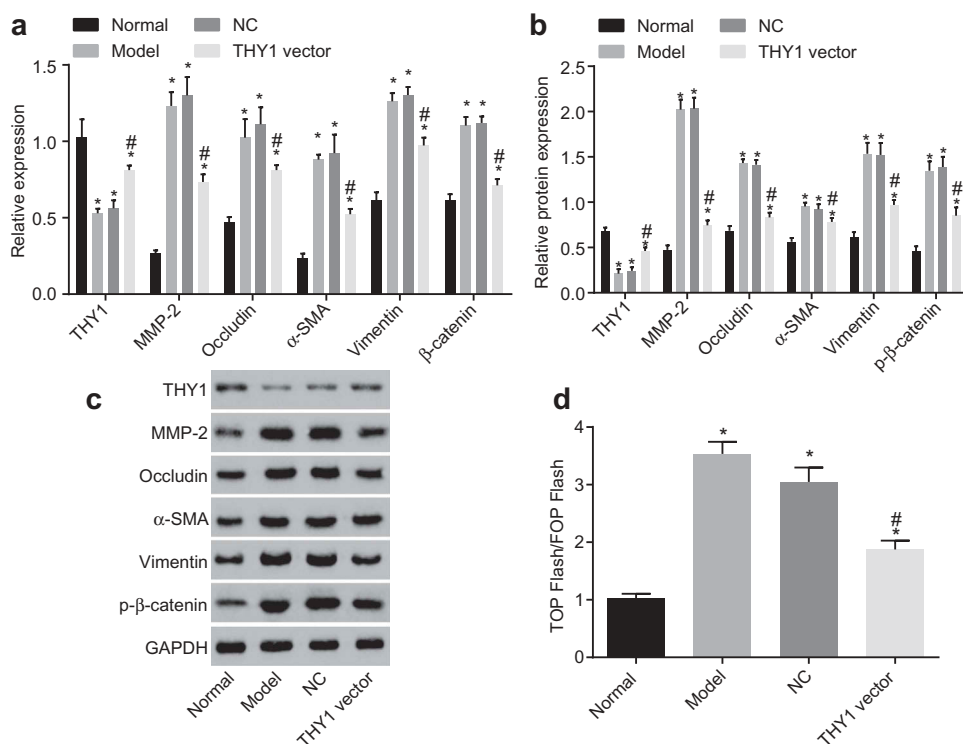 a
Normal
NC
Model
THY1 vector
Relative expression
1.5
1.0
0.5
0.0
* * # *
* * # *
* * # *
* * # *
* * # *
* * # *
THY1
MMP-2
Occludin
α-SMA
Vimentin
β-catenin
b
Normal
NC
Model
THY1 vector
Relative protein expression
2.5
2.0
1.5
1.0
0.5
0.0
* * # *
* * # *
* * # *
* * # *
* * # *
* * # *
THY1
MMP-2
Occludin
α-SMA
Vimentin
p-β-catenin
c
THY1
MMP-2
Occludin
α-SMA
Vimentin
p-β-catenin
GAPDH
Normal
Model
NC
THY1 vector
d
TOP Flash/FOP Flash
4
3
2
1
0
*
*
#
*
Normal
Model
NC
THY1 vector